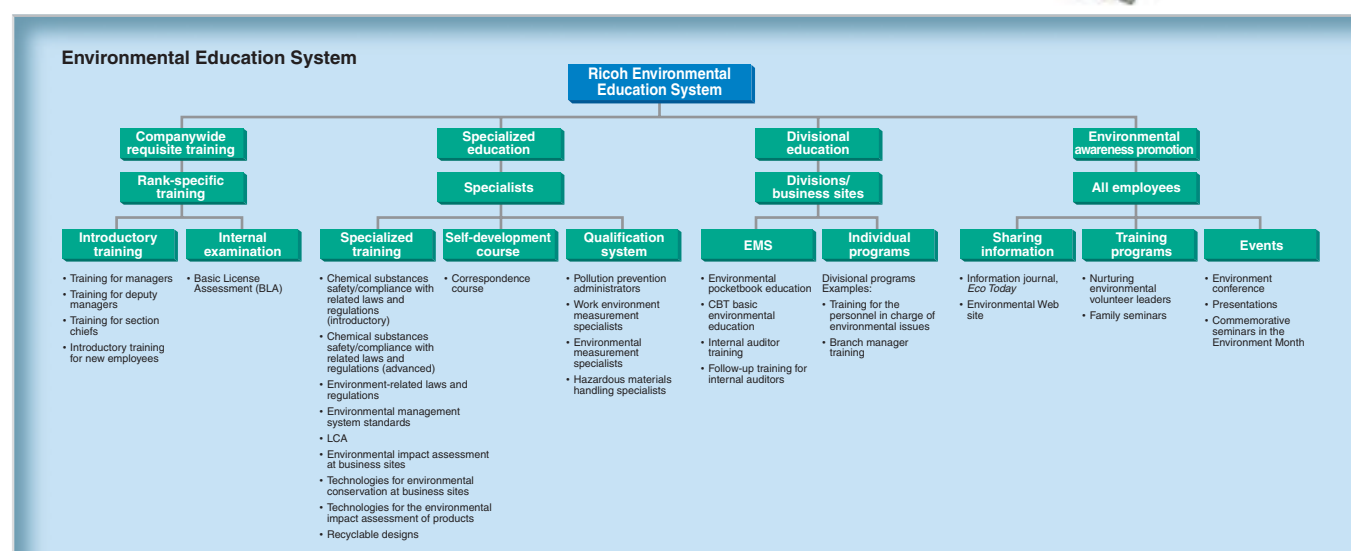 Environmental Education System
Ricoh Environmental
Education System
Companywide
requisite training
Specialized
education
Divisional
education
Environmental
awareness promotion
Rank-specific
training
Specialists
Divisions/
business sites
All employees
Introductory
training
Internal
examination
Specialized
training
Self-development
course
Qualification
system
EMS
Individual
programs
Sharing
information
Training
programs
Events
• Training for managers
• Training for deputy
managers
• Training for section
chiefs
• Introductory training
for new employees
• Basic License
Assessment (BLA)
• Chemical substances
safety/compliance with
related laws and
regulations
(introductory)
• Chemical substances
safety/compliance with
related laws and
regulations (advanced)
• Environment-related laws and
regulations
• Environmental management
system standards
• LCA
• Environmental impact assessment
at business sites
• Technologies for environmental
conservation at business sites
• Technologies for the environmental
impact assessment of products
• Recyclable designs
• Correspondence
course
• Pollution prevention
administrators
• Work environment
measurement
specialists
• Environmental
measurement
specialists
• Hazardous materials
handling specialists
• Environmental
pocketbook education
• CBT basic
environmental
education
• Internal auditor
training
• Follow-up training for
internal auditors
Divisional programs
Examples:
• Training for the
personnel in charge of
environmental issues
• Branch manager
training
• Information journal,
Eco Today
• Environmental Web
site
• Nurturing
environmental
volunteer leaders
• Family seminars
• Environment
conference
• Presentations
• Commemorative
seminars in the
Environment Month